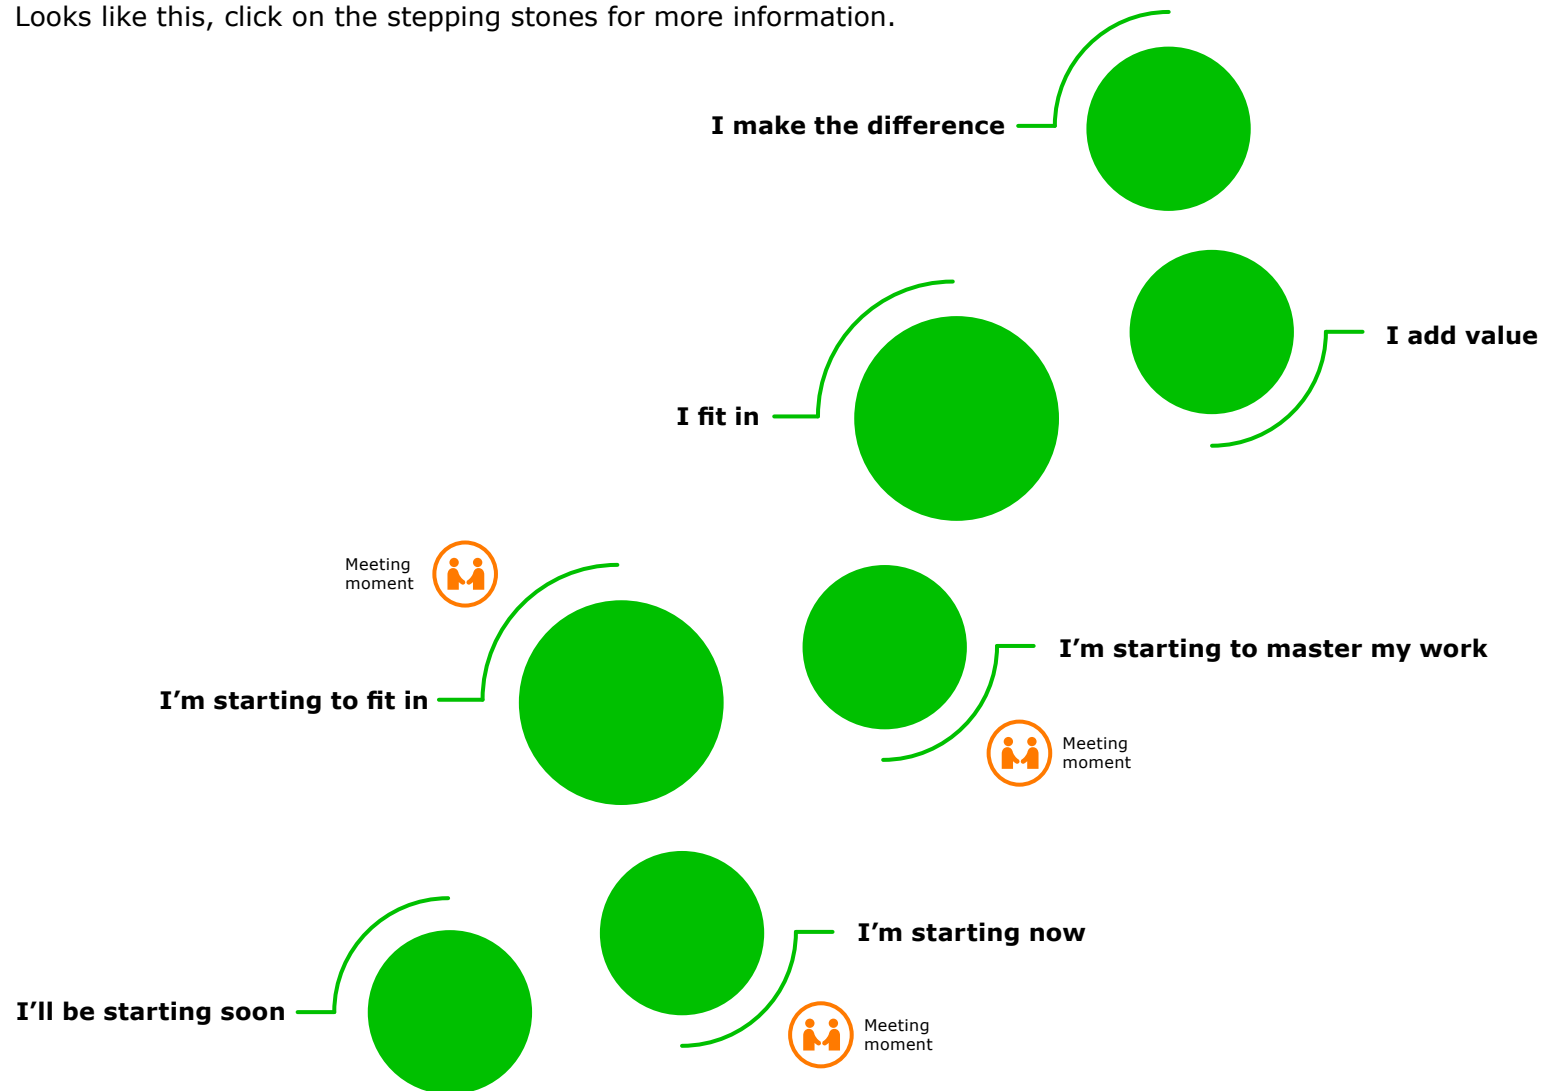 Looks like this, click on the stepping stones for more information.
I make the difference
I add value
I fit in
Meeting
moment
I'm starting to master my work
I'm starting to fit in
Meeting
moment
I'm starting now
I'll be starting soon
Meeting
moment